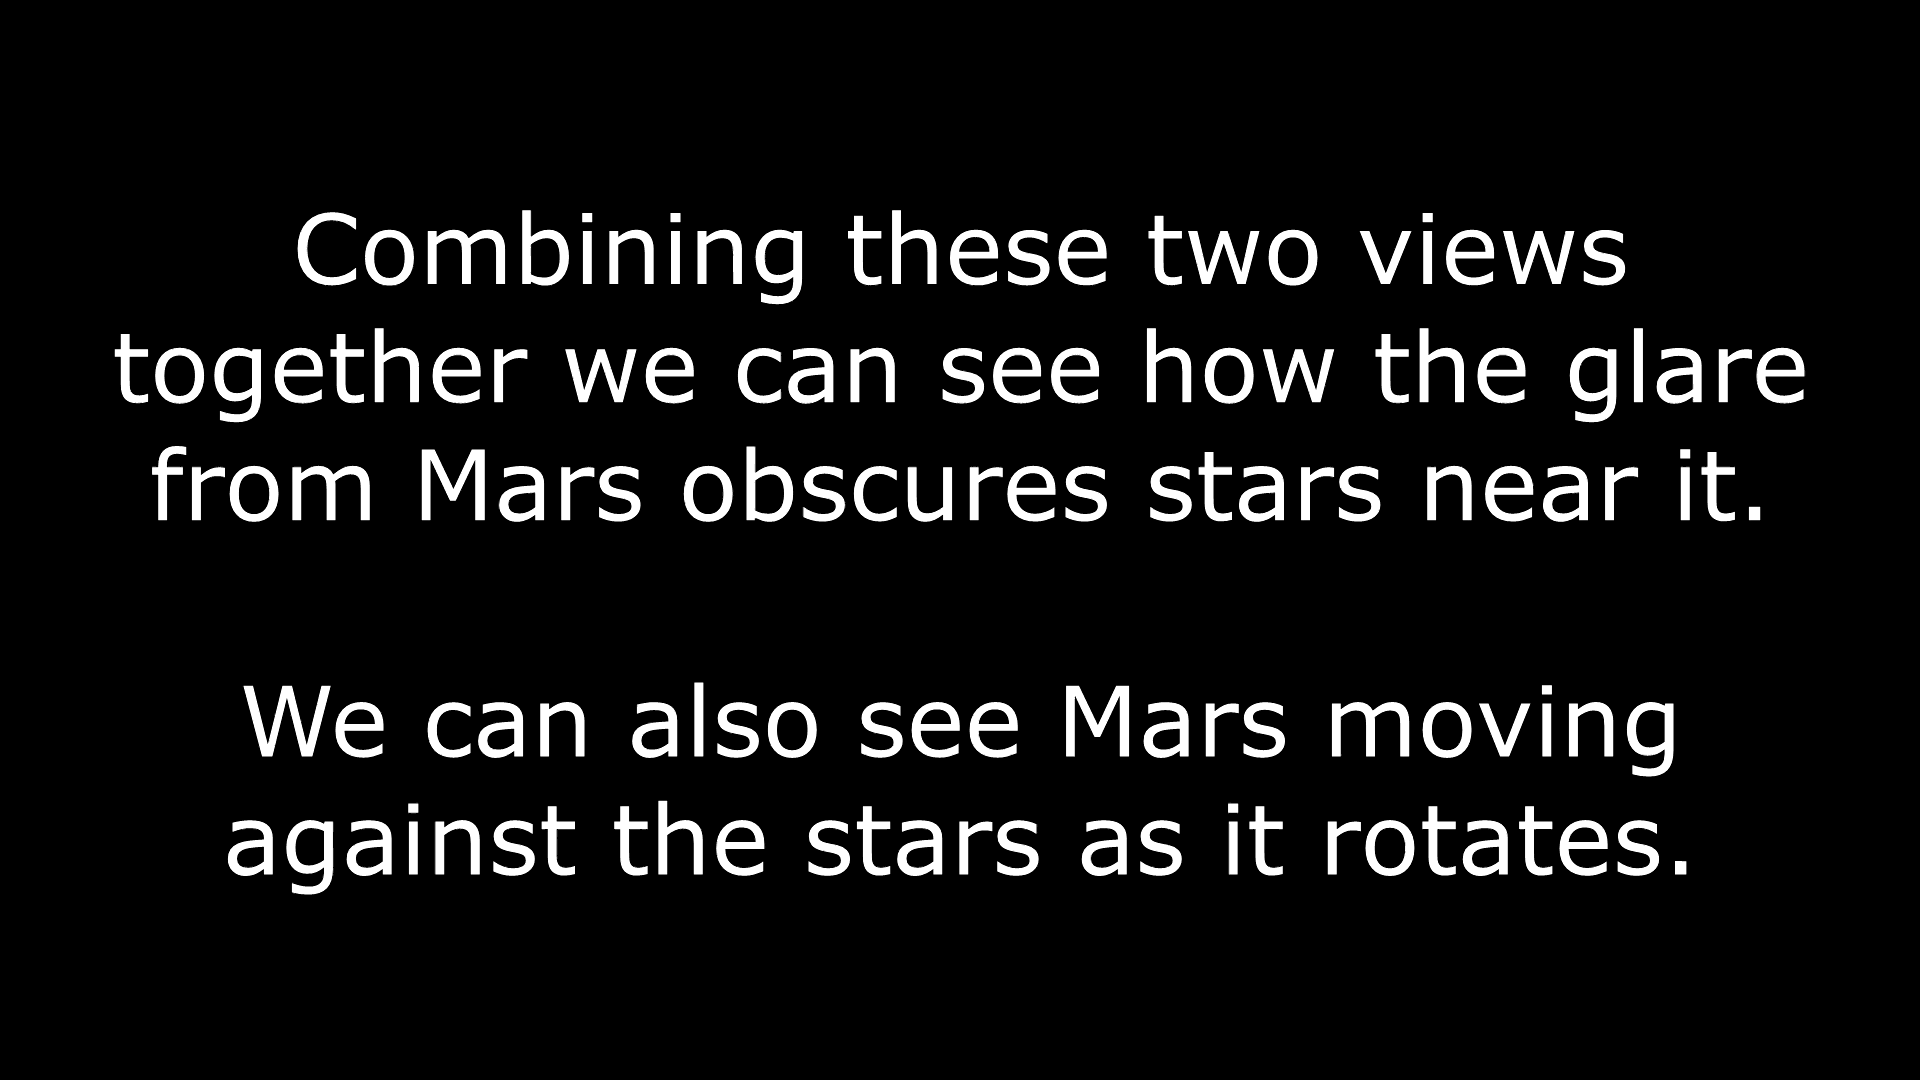 Combining these two views
together we can see how the glare
from Mars obscures stars near it.
We can also see Mars moving
against the stars as it rotates.